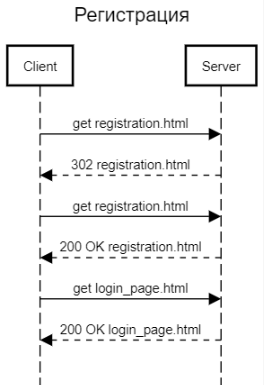 Регистрация
Client
Server
get registration.html
302 registration.html
get registration.html
200 OK registration.html
get login_page.html
200 OK login_page.html